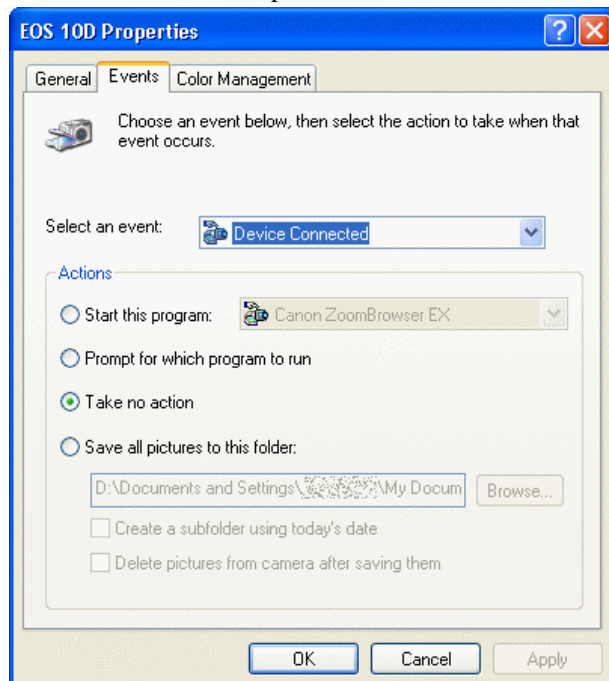 EOS 10D Properties
General Events Color Management
Choose an event below, then select the action to take when that
event occurs.
Select an event: Device Connected
Actions
Start this program: Canon ZoomBrowser EX
Prompt for which program to run
Take no action
Save all pictures to this folder:
D:\Documents and Settings\ \My Docum Browse...
Create a subfolder using today's date
Delete pictures from camera after saving them
OK Cancel Apply